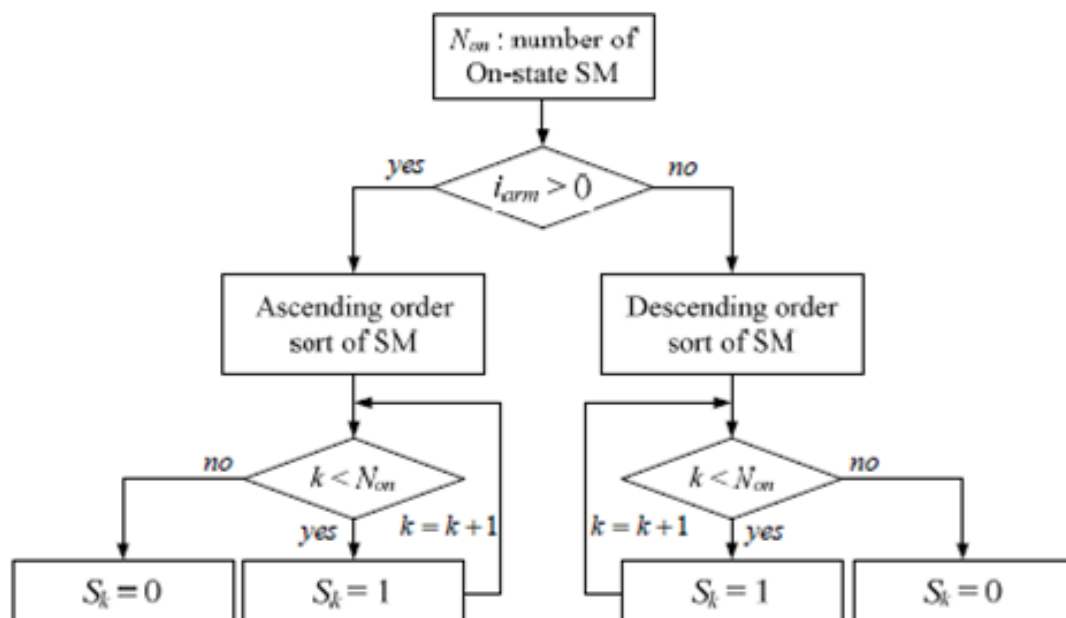 N_on : number of
On-state SM
yes
i_arm > 0
no
Ascending order
sort of SM
Descending order
sort of SM
no
k < N_on
yes
k = k + 1
k < N_on
no
k = k + 1
yes
S_k = 0
S_k = 1
S_k = 1
S_k = 0